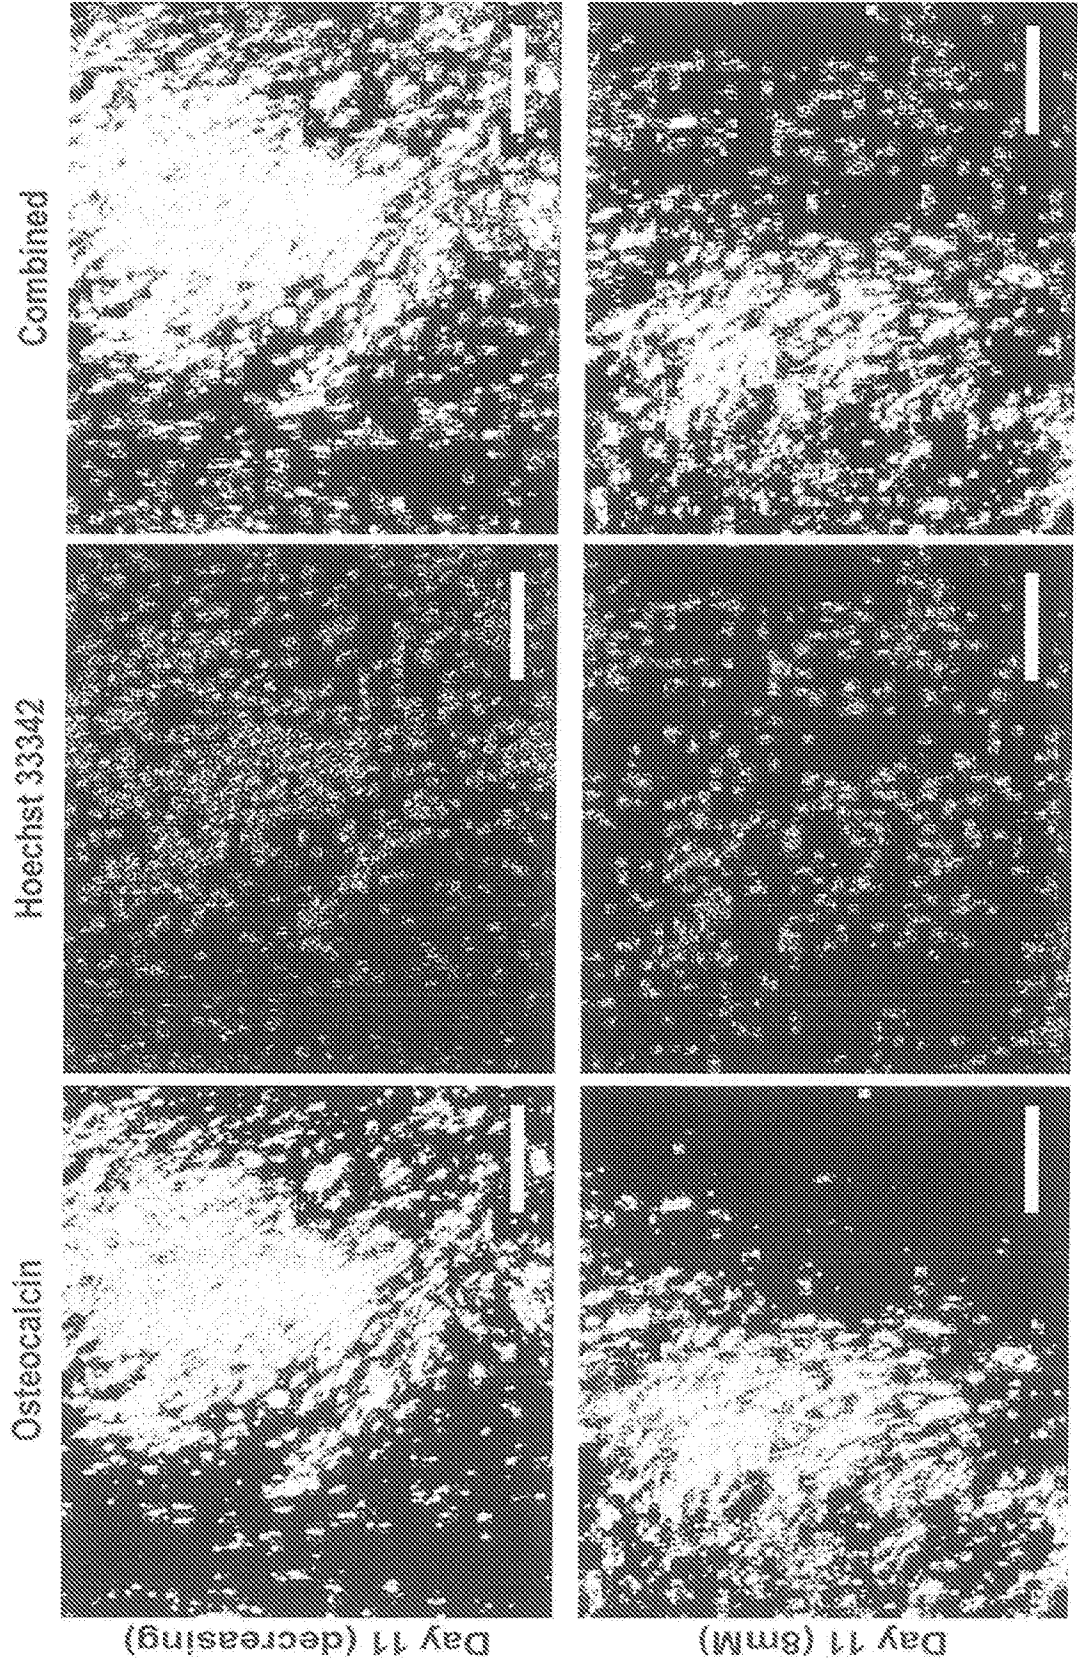 Osteocalcin
Hoechst 33342
Combined
Day 11 (decreasing)
Day 11 (8mM)